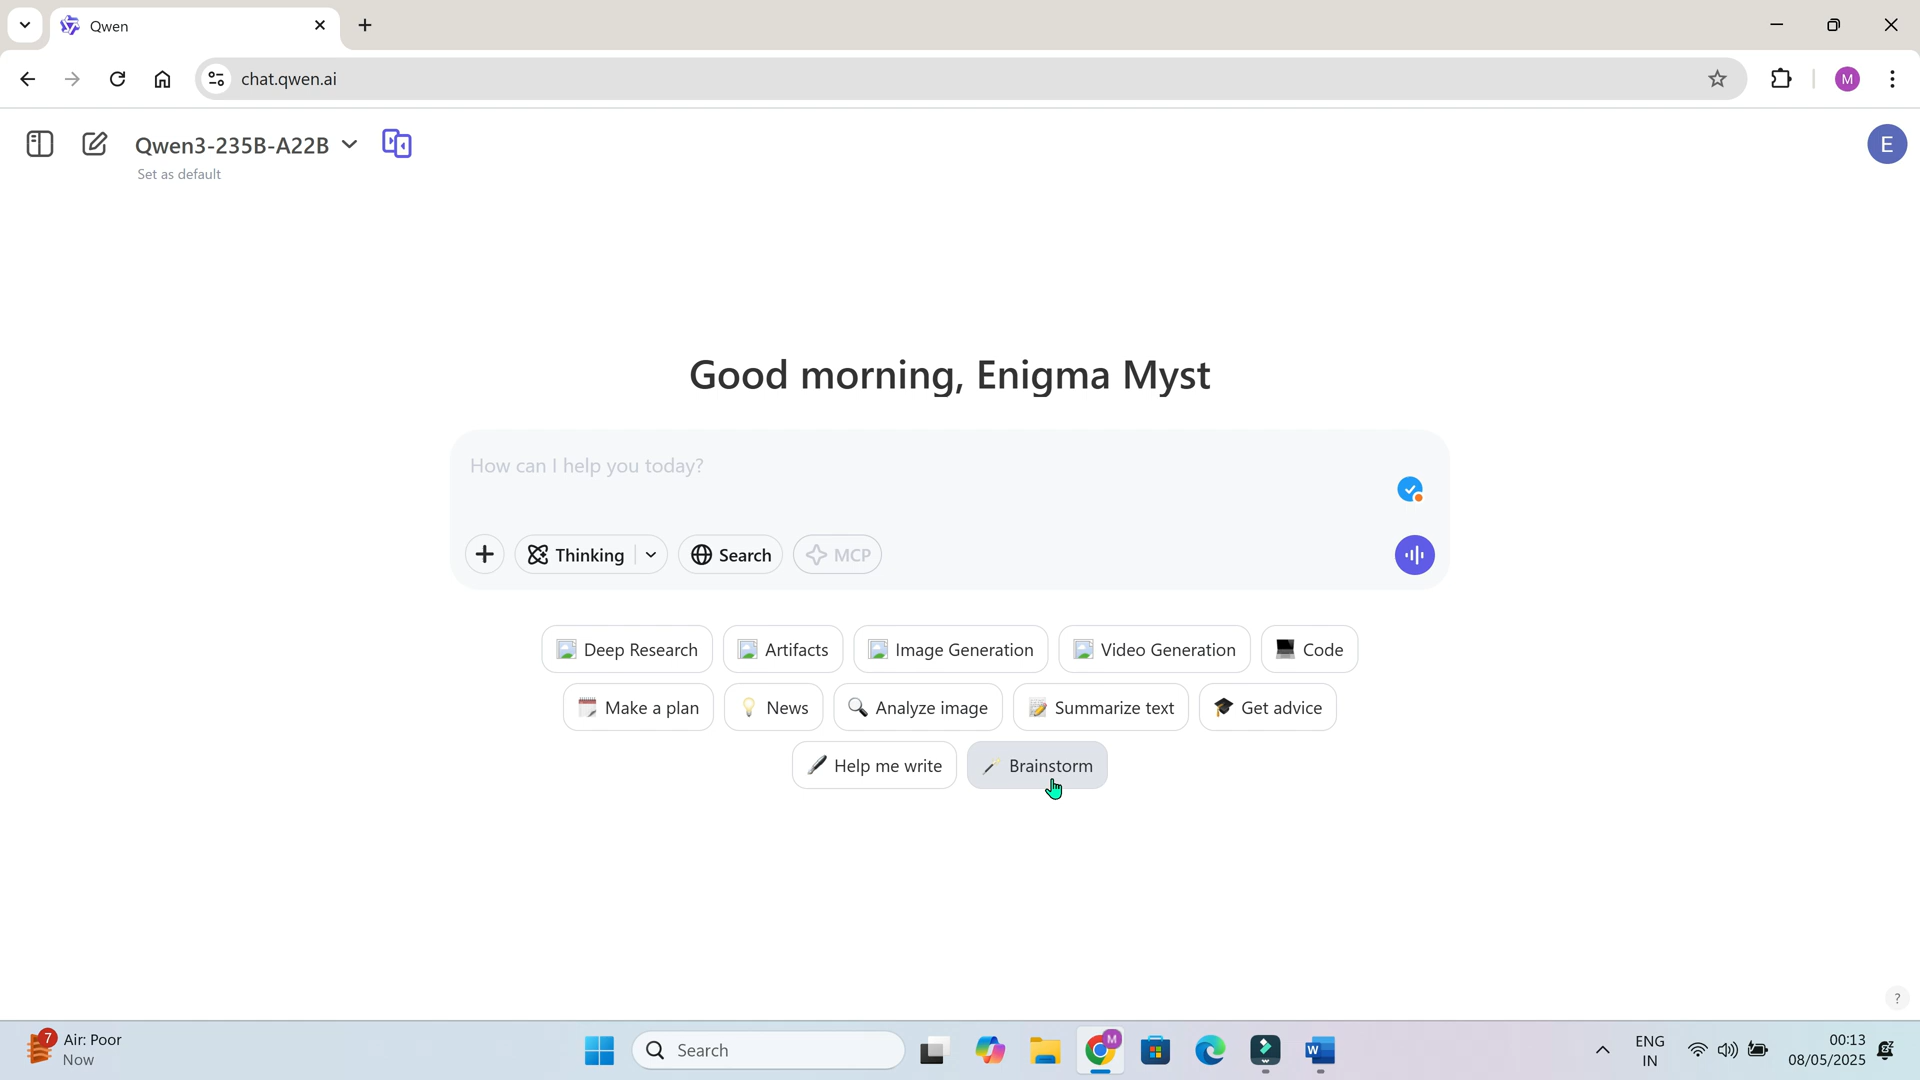 Qwen
chat.qwen.ai
M
Qwen3-235B-A22B
Set as default
E
Good morning, Enigma Myst
How can I help you today?
Thinking
Search
MCP
Deep Research
Artifacts
Image Generation
Video Generation
Code
Make a plan
News
Analyze image
Summarize text
Get advice
Help me write
Brainstorm
?
7
Air: Poor
Now
Search
M
W
ENG
IN
00:13
08/05/2025